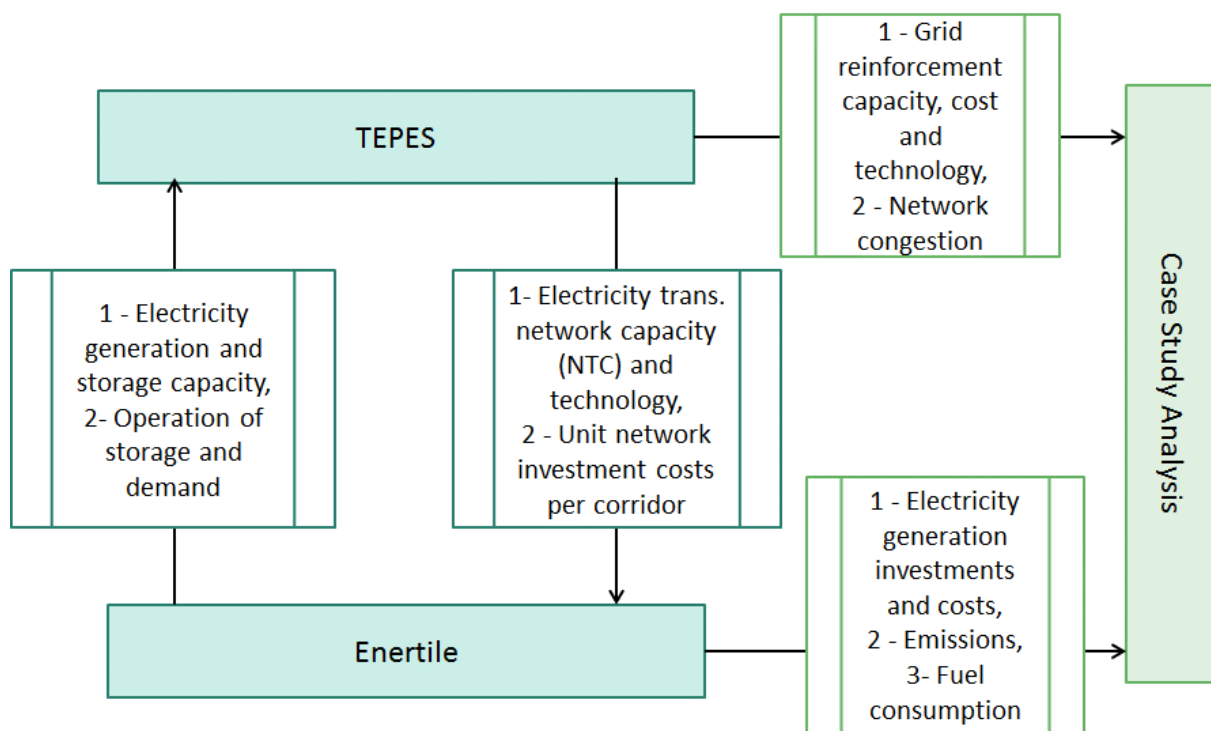 TEPES
1 - Grid
reinforcement
capacity, cost
and
technology,
2 - Network
congestion
1 - Electricity
generation and
storage capacity,
2- Operation of
storage and
demand
1- Electricity trans.
network capacity
(NTC) and
technology,
2 - Unit network
investment costs
per corridor
Case Study Analysis
Enertile
1 - Electricity
generation
investments
and costs,
2 - Emissions,
3- Fuel
consumption